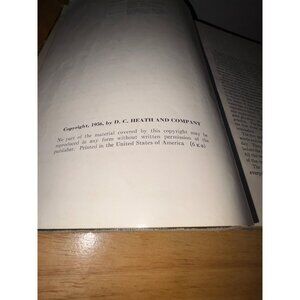 Copyright, 1956, by D. C. HEATH AND COMPANY
No part of the material covered by this copyright may be
reproduced in any form without written permission of the
publisher. Printed in the United States of America (6 K 0)